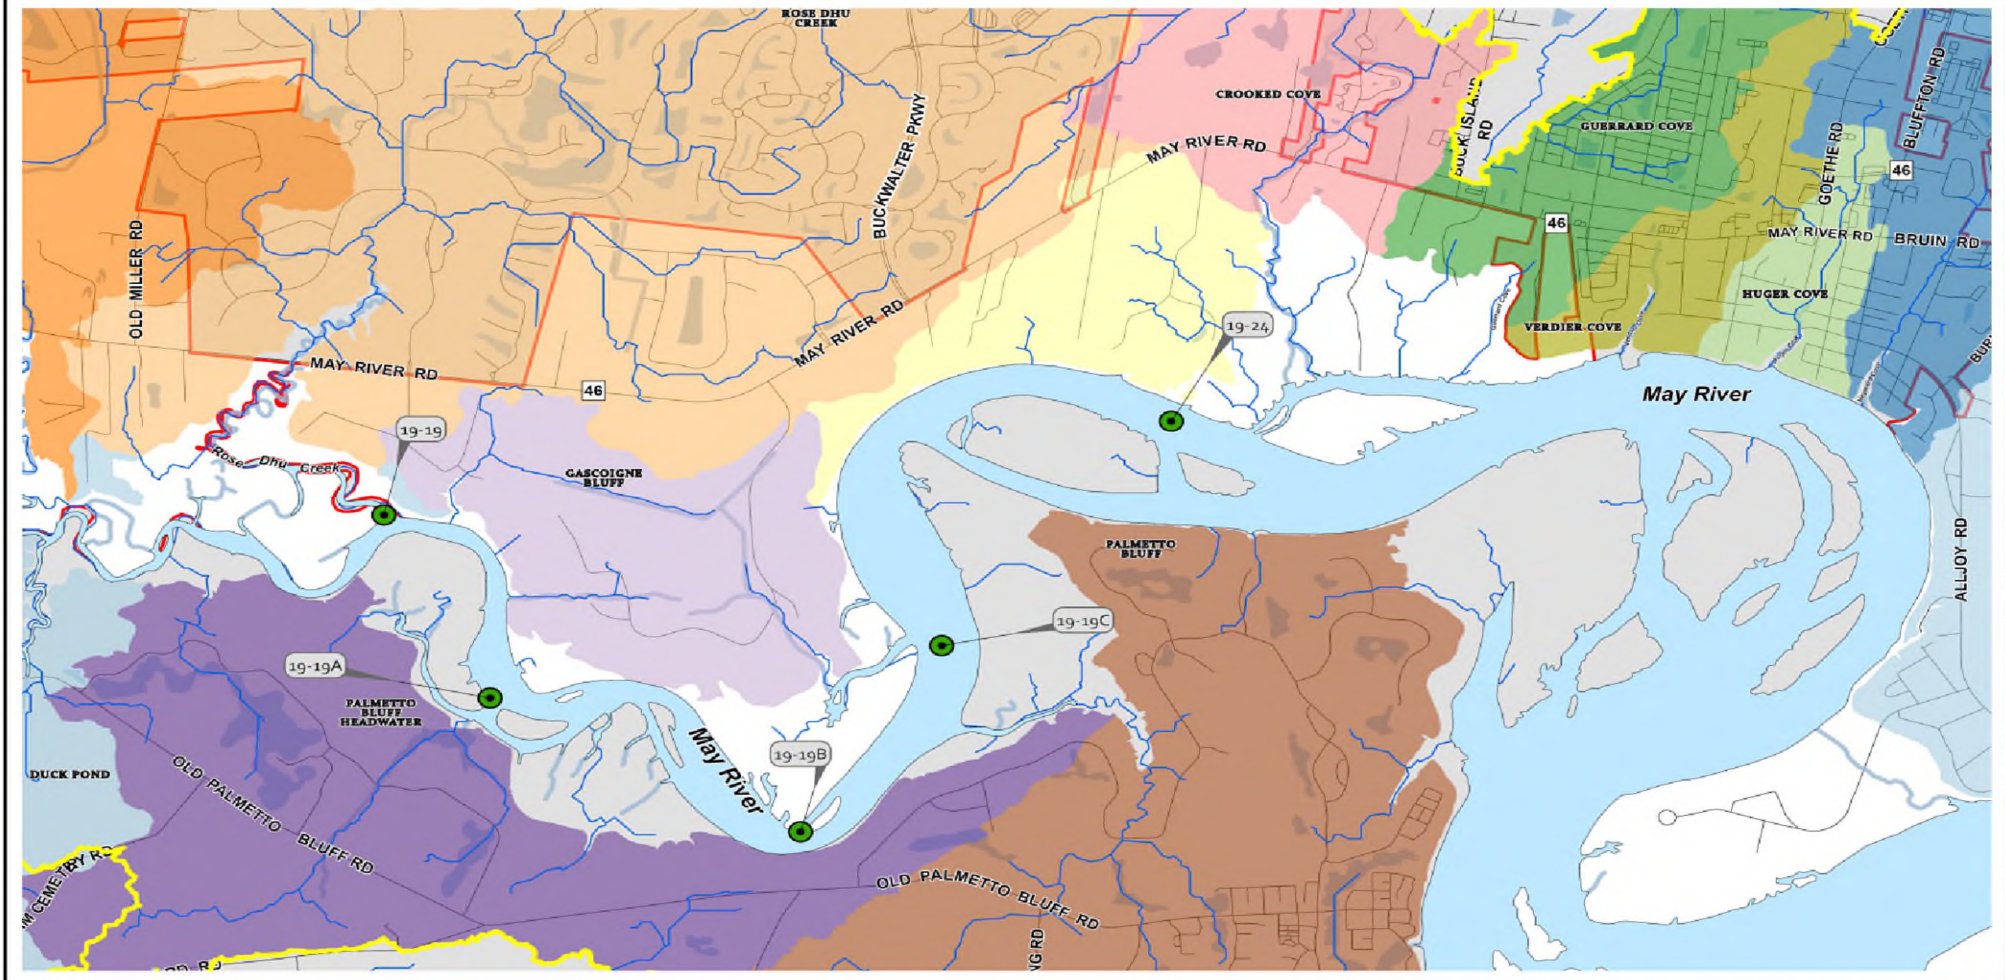 ROSE DHU
CREEK
BLUFFTON RD
CROOKED COVE
BUCKWALTER PKWY
RD
GUERRARD COVE
GOETHE RD
MAY RIVER RD
46
OLD MILLER RD
46
MAY RIVER RD
BRUIN RD
HUGER COVE
19-24
VERDIER COVE
MAY RIVER RD
MAY RIVER RD
46
May River
19-19
Rose Dhu Creek
GASCOIGNE
BLUFF
PALMETTO
BLUFF
ALLJOY RD
19-19C
19-19A
PALMETTO
BLUFF
HEADWATER
May River
19-19B
DUCK POND
OLD PALMETTO BLUFF RD
OLD PALMETTO BLUFF RD